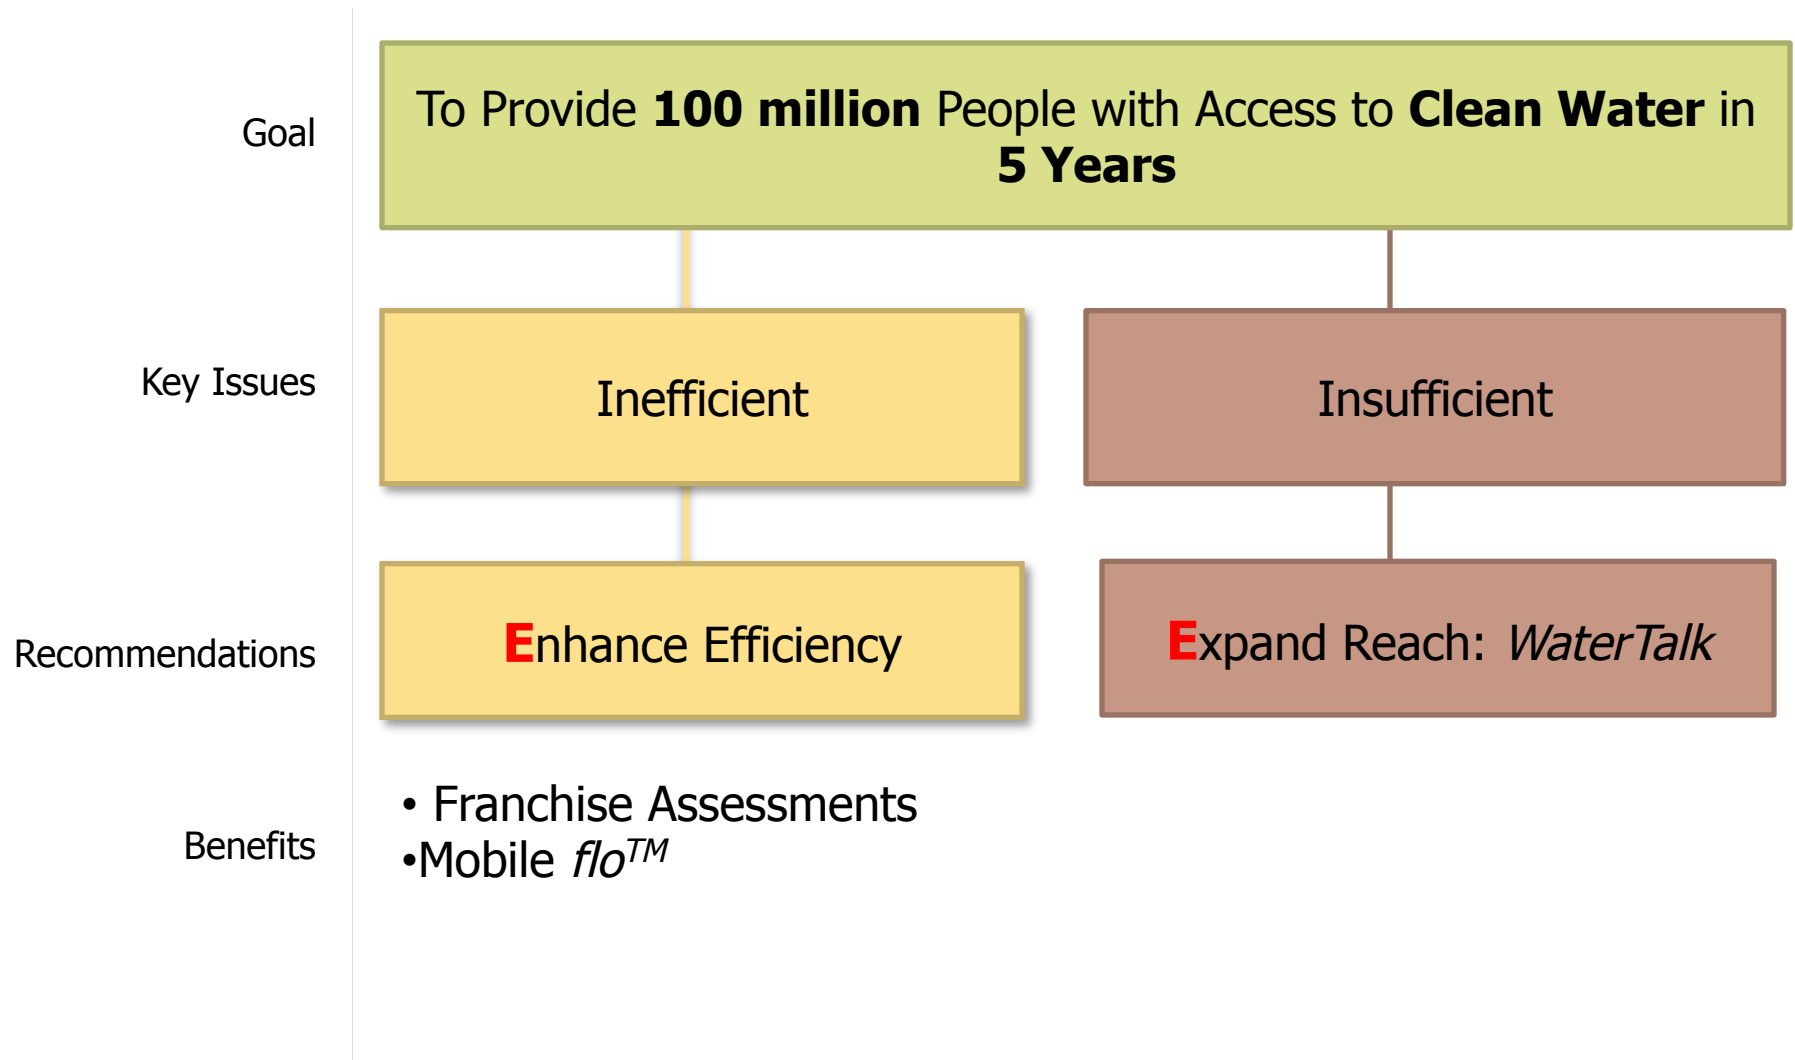 Goal
To Provide 100 million People with Access to Clean Water in
5 Years
Key Issues
Inefficient
Insufficient
Recommendations
Enhance Efficiency
Expand Reach: WaterTalk
Benefits
• Franchise Assessments
•Mobile flo™